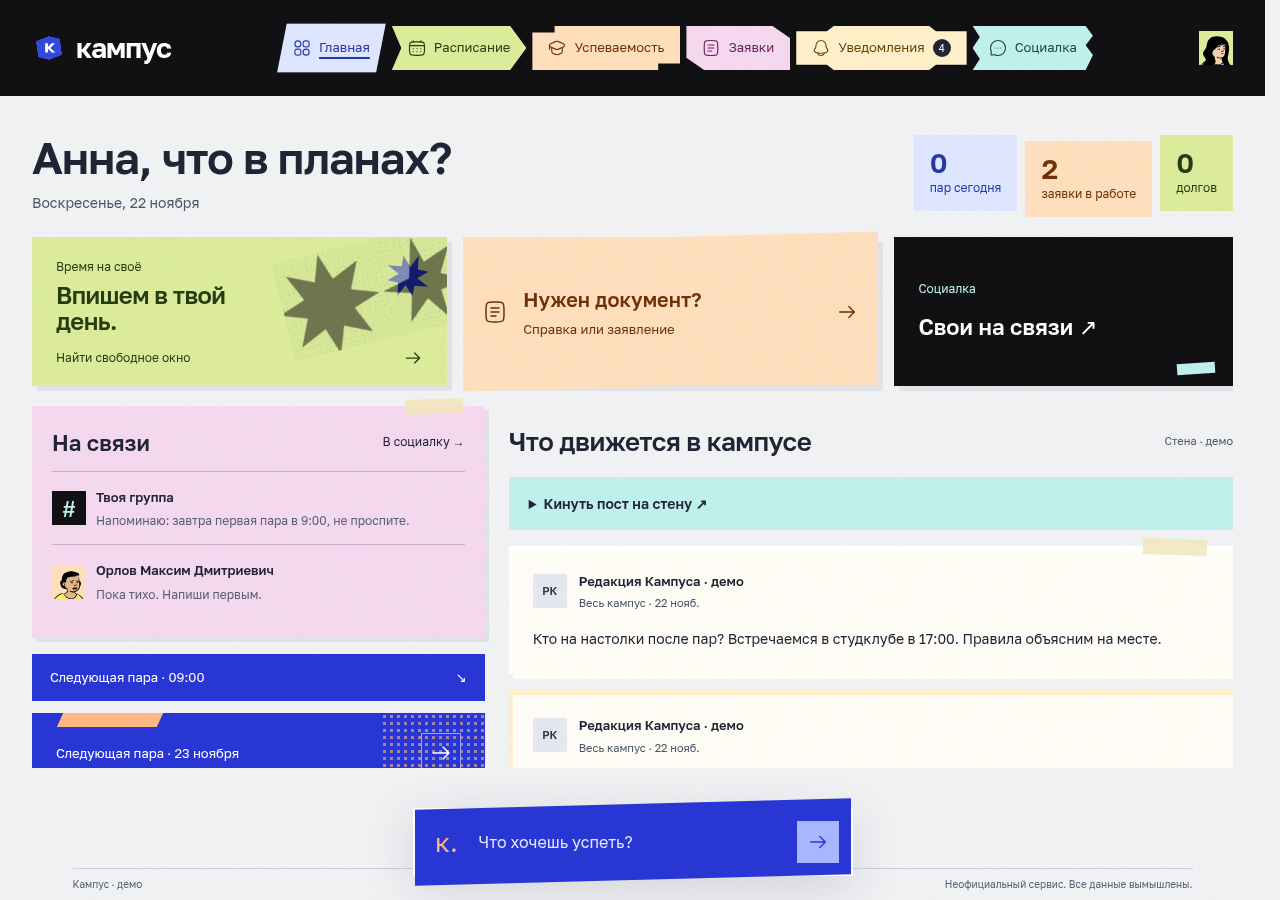 K кампус
Главная
Расписание
Успеваемость
Заявки
Уведомления 4
Социалка
Анна, что в планах?
Воскресенье, 22 ноября
0
пар сегодня
2
заявки в работе
0
долгов
Время на своё
Впишем в твой
день.
Найти свободное окно →
Нужен документ?
Справка или заявление
→
Социалка
Свои на связи ↗
На связи
В социалку →
#
Твоя группа
Напоминаю: завтра первая пара в 9:00, не проспите.
Орлов Максим Дмитриевич
Пока тихо. Напиши первым.
Следующая пара · 09:00 ↘
Следующая пара · 23 ноября →
Что движется в кампусе
Стена · демо
▶ Кинуть пост на стену ↗
РК
Редакция Кампуса · демо
Весь кампус · 22 нояб.
Кто на настолки после пар? Встречаемся в студклубе в 17:00. Правила объясним на месте.
РК
Редакция Кампуса · демо
Весь кампус · 22 нояб.
К. Что хочешь успеть? →
Кампус · демо
Неофициальный сервис. Все данные вымышлены.